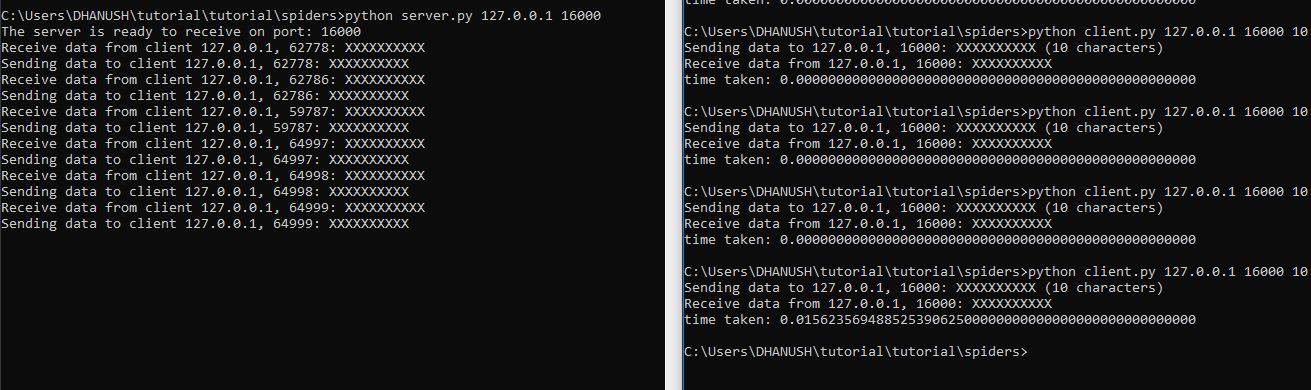 C:\Users\DHANUSH\tutorial\tutorial\spiders>python server.py 127.0.0.1 16000
The server is ready to receive on port: 16000
Receive data from client 127.0.0.1, 62778: XXXXXXXXXX
Sending data to client 127.0.0.1, 62778: XXXXXXXXXX
Receive data from client 127.0.0.1, 62786: XXXXXXXXXX
Sending data to client 127.0.0.1, 62786: XXXXXXXXXX
Receive data from client 127.0.0.1, 59787: XXXXXXXXXX
Sending data to client 127.0.0.1, 59787: XXXXXXXXXX
Receive data from client 127.0.0.1, 64997: XXXXXXXXXX
Sending data to client 127.0.0.1, 64997: XXXXXXXXXX
Receive data from client 127.0.0.1, 64998: XXXXXXXXXX
Sending data to client 127.0.0.1, 64998: XXXXXXXXXX
Receive data from client 127.0.0.1, 64999: XXXXXXXXXX
Sending data to client 127.0.0.1, 64999: XXXXXXXXXX
time taken: 0.00000000000000000000000000000000000000000000000000
C:\Users\DHANUSH\tutorial\tutorial\spiders>python client.py 127.0.0.1 16000 10
Sending data to 127.0.0.1, 16000: XXXXXXXXXX (10 characters)
Receive data from 127.0.0.1, 16000: XXXXXXXXXX
time taken: 0.00000000000000000000000000000000000000000000000000
C:\Users\DHANUSH\tutorial\tutorial\spiders>python client.py 127.0.0.1 16000 10
Sending data to 127.0.0.1, 16000: XXXXXXXXXX (10 characters)
Receive data from 127.0.0.1, 16000: XXXXXXXXXX
time taken: 0.00000000000000000000000000000000000000000000000000
C:\Users\DHANUSH\tutorial\tutorial\spiders>python client.py 127.0.0.1 16000 10
Sending data to 127.0.0.1, 16000: XXXXXXXXXX (10 characters)
Receive data from 127.0.0.1, 16000: XXXXXXXXXX
time taken: 0.00000000000000000000000000000000000000000000000000
C:\Users\DHANUSH\tutorial\tutorial\spiders>python client.py 127.0.0.1 16000 10
Sending data to 127.0.0.1, 16000: XXXXXXXXXX (10 characters)
Receive data from 127.0.0.1, 16000: XXXXXXXXXX
time taken: 0.01562356948852539062500000000000000000000000000000
C:\Users\DHANUSH\tutorial\tutorial\spiders>